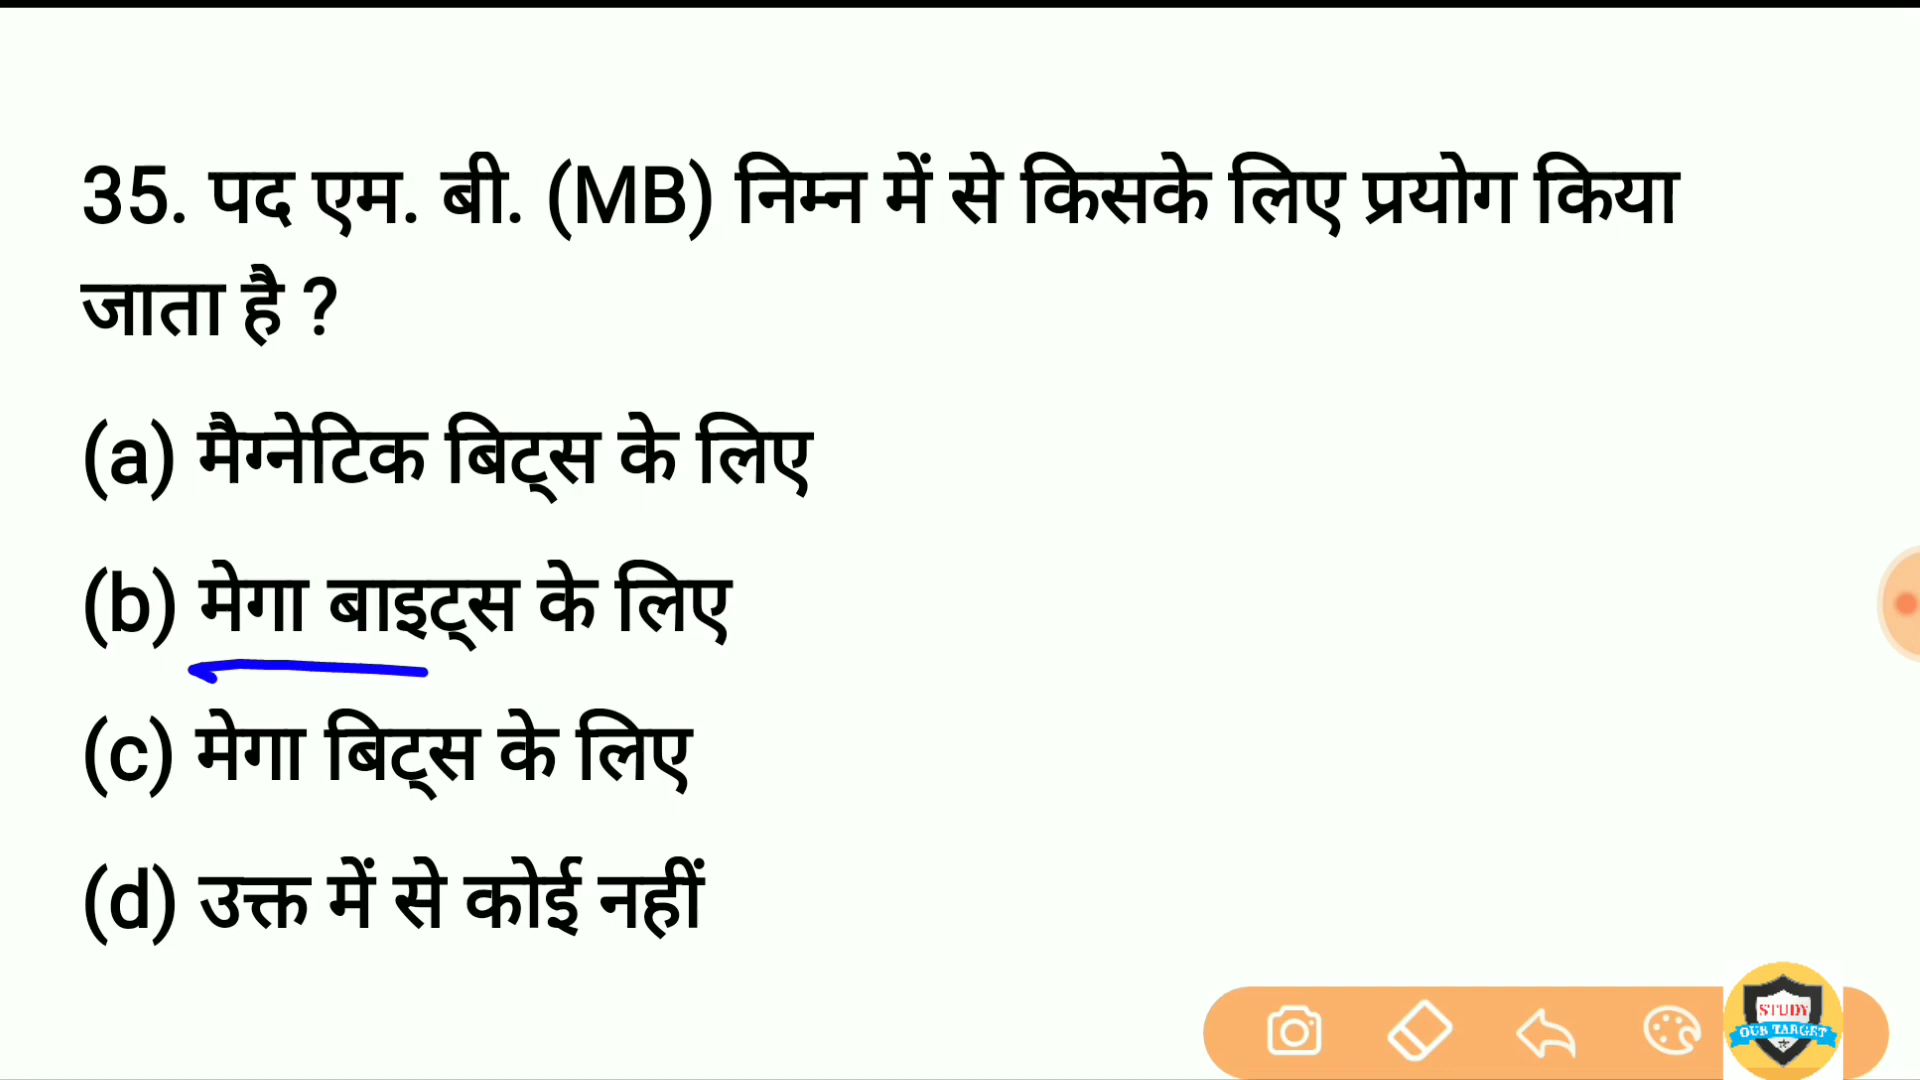 35. पद एम. बी. (MB) निम्न में से किसके लिए प्रयोग किया
जाता है ?
(a) मैग्नेटिक बिट्स के लिए
(b) मेगा बाइट्स के लिए
(c) मेगा बिट्स के लिए
(d) उक्त में से कोई नहीं
STUDY
OUR TARGET